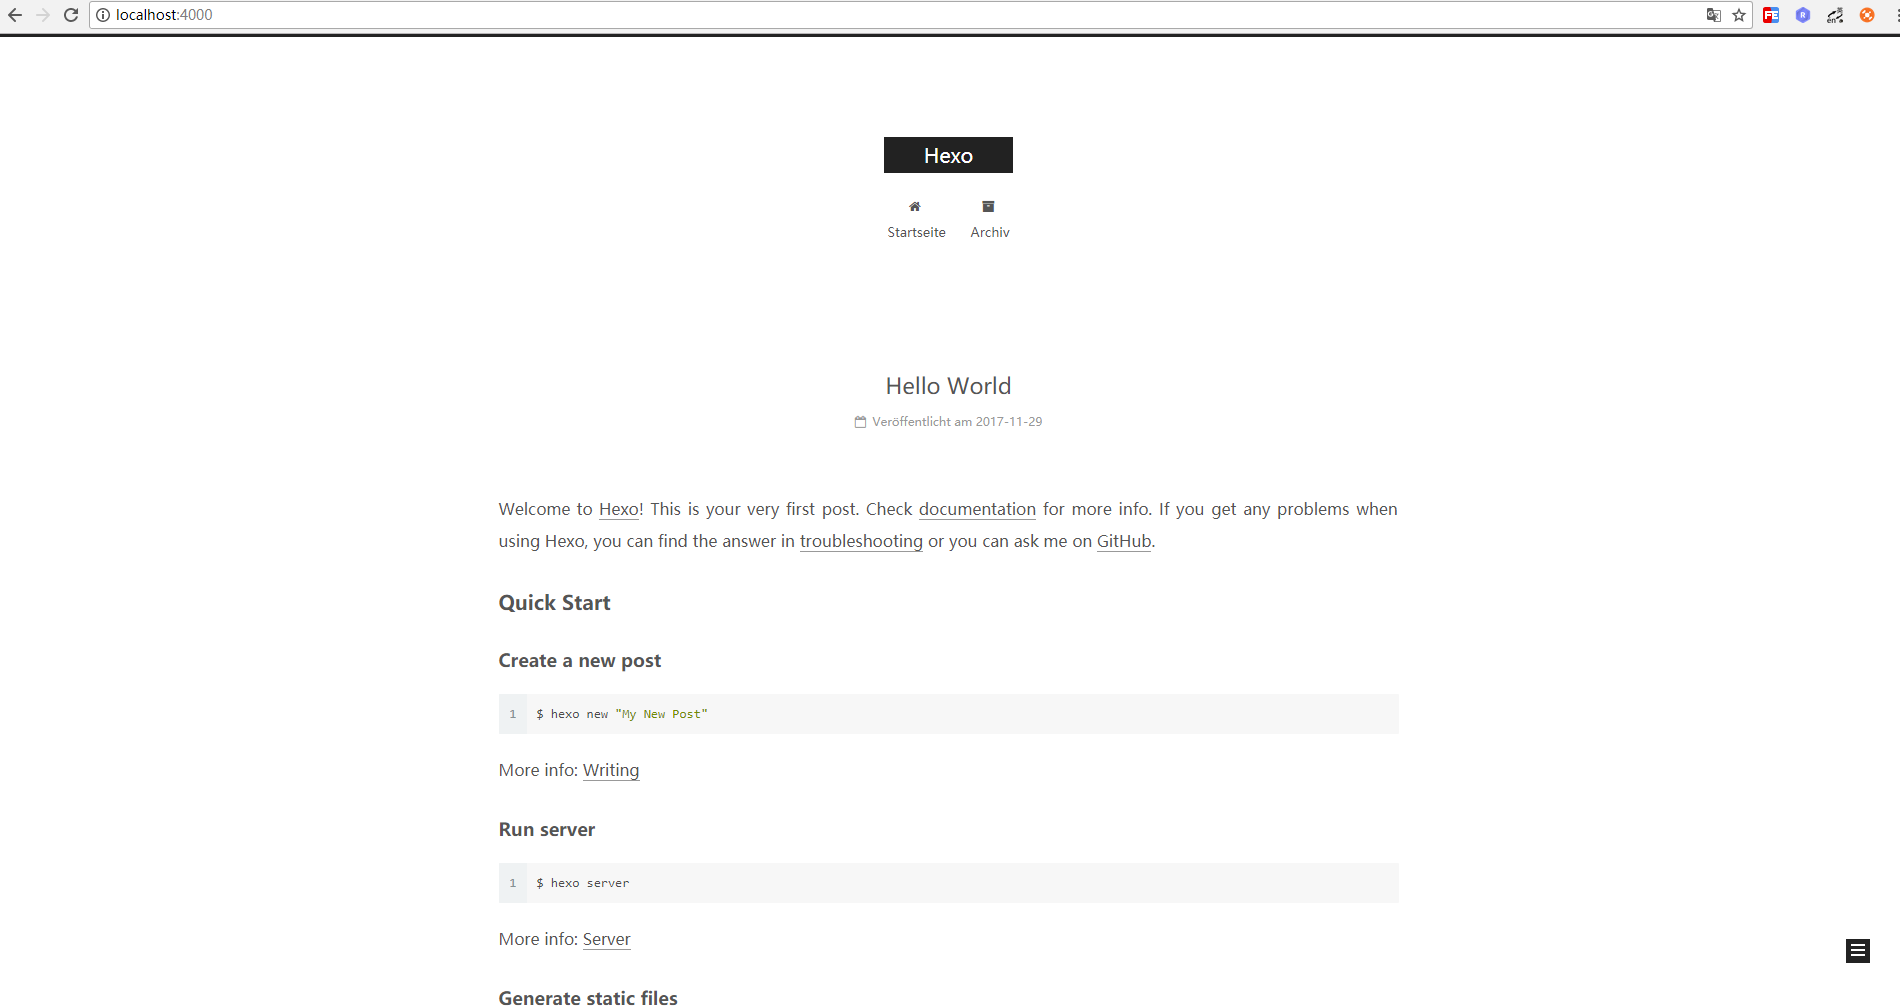 localhost:4000
Hexo
Startseite Archiv
Hello World
Veröffentlicht am 2017-11-29
Welcome to Hexo! This is your very first post. Check documentation for more info. If you get any problems when
using Hexo, you can find the answer in troubleshooting or you can ask me on GitHub.
Quick Start
Create a new post
1 $ hexo new "My New Post"
More info: Writing
Run server
1 $ hexo server
More info: Server
Generate static files